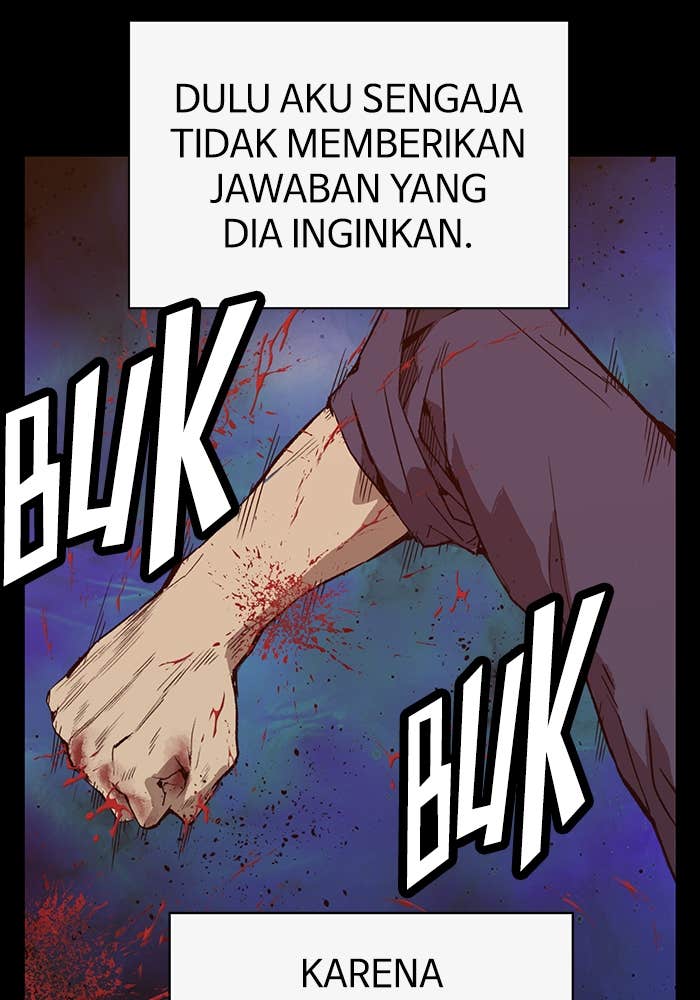 DULU AKU SENGAJA
TIDAK MEMBERIKAN
JAWABAN YANG
DIA INGINKAN.
BUK
BUK
KARENA